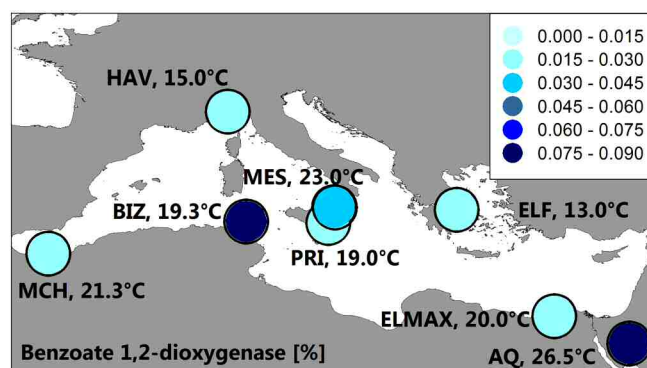 0.000 - 0.015
0.015 - 0.030
0.030 - 0.045
0.045 - 0.060
0.060 - 0.075
0.075 - 0.090
HAV, 15.0°C
MES, 23.0°C
BIZ, 19.3°C
ELF, 13.0°C
PRI, 19.0°C
MCH, 21.3°C
ELMAX, 20.0°C
Benzoate 1,2-dioxygenase [%]
AQ, 26.5°C